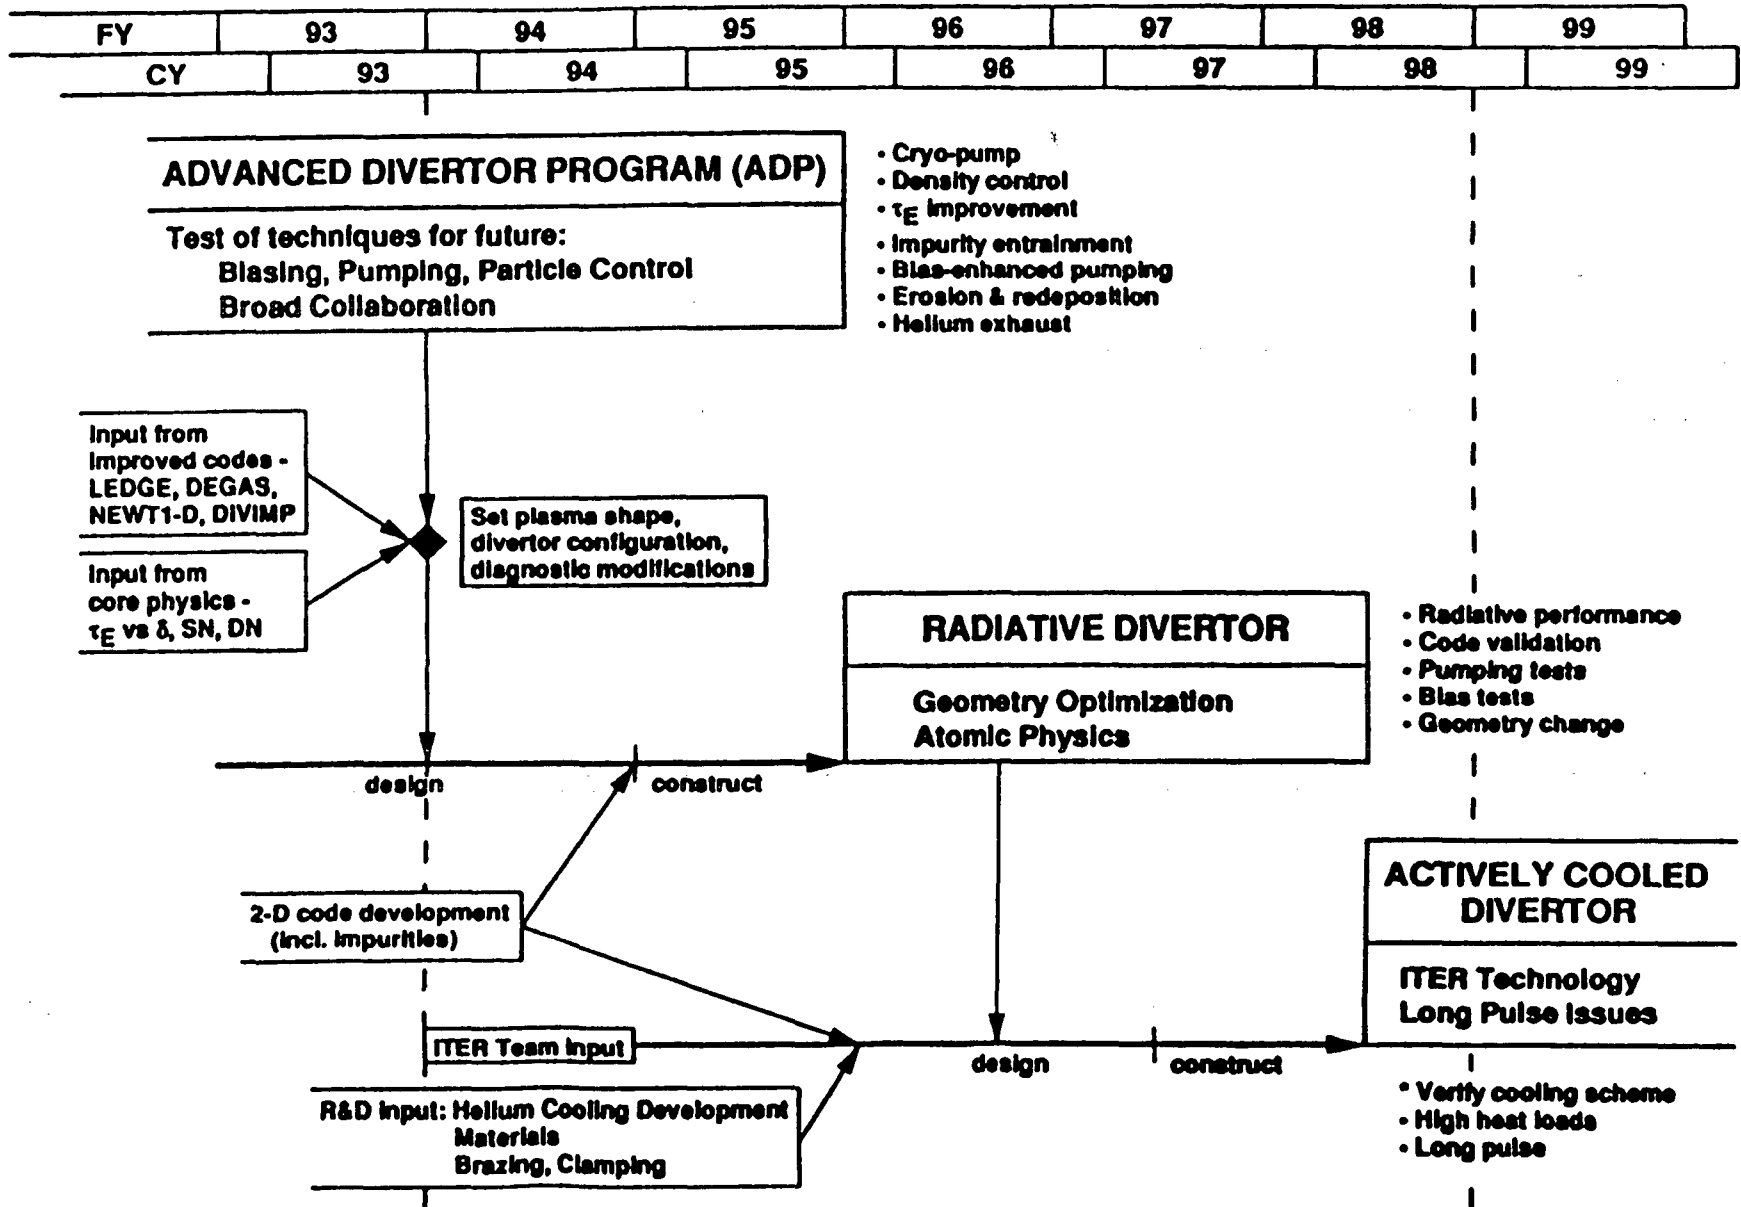 FY 93 94 95 96 97 98 99
CY 93 94 95 96 97 98 99
ADVANCED DIVERTOR PROGRAM (ADP)
Test of techniques for future:
Biasing, Pumping, Particle Control
Broad Collaboration
• Cryo-pump
• Density control
• τE Improvement
• Impurity entrainment
• Bias-enhanced pumping
• Erosion & redeposition
• Helium exhaust
Input from
Improved codes -
LEDGE, DEGAS,
NEWT1-D, DIVIMP
Input from
core physics -
τE vs δ, SN, DN
Set plasma shape,
divertor configuration,
diagnostic modifications
RADIATIVE DIVERTOR
Geometry Optimization
Atomic Physics
• Radiative performance
• Code validation
• Pumping tests
• Bias tests
• Geometry change
design
construct
2-D code development
(incl. impurities)
ACTIVELY COOLED
DIVERTOR
ITER Technology
Long Pulse Issues
ITER Team Input
design
construct
R&D Input: Helium Cooling Development
Materials
Brazing, Clamping
* Verify cooling scheme
• High heat loads
• Long pulse